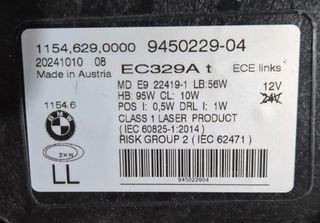 1154,629,0000 9450229-04
20241010 08 EC329A t ECE links
Made in Austria
MD E9 22419-1 LB:56W 12V
HB: 95W CL: 10W 24V
POS I: 0,5W DRL I: 1W
1154.6 CLASS 1 LASER PRODUCT
BMW (IEC 60825-1:2014)
RISK GROUP 2 (IEC 62471)
ZKW
LL
945022904